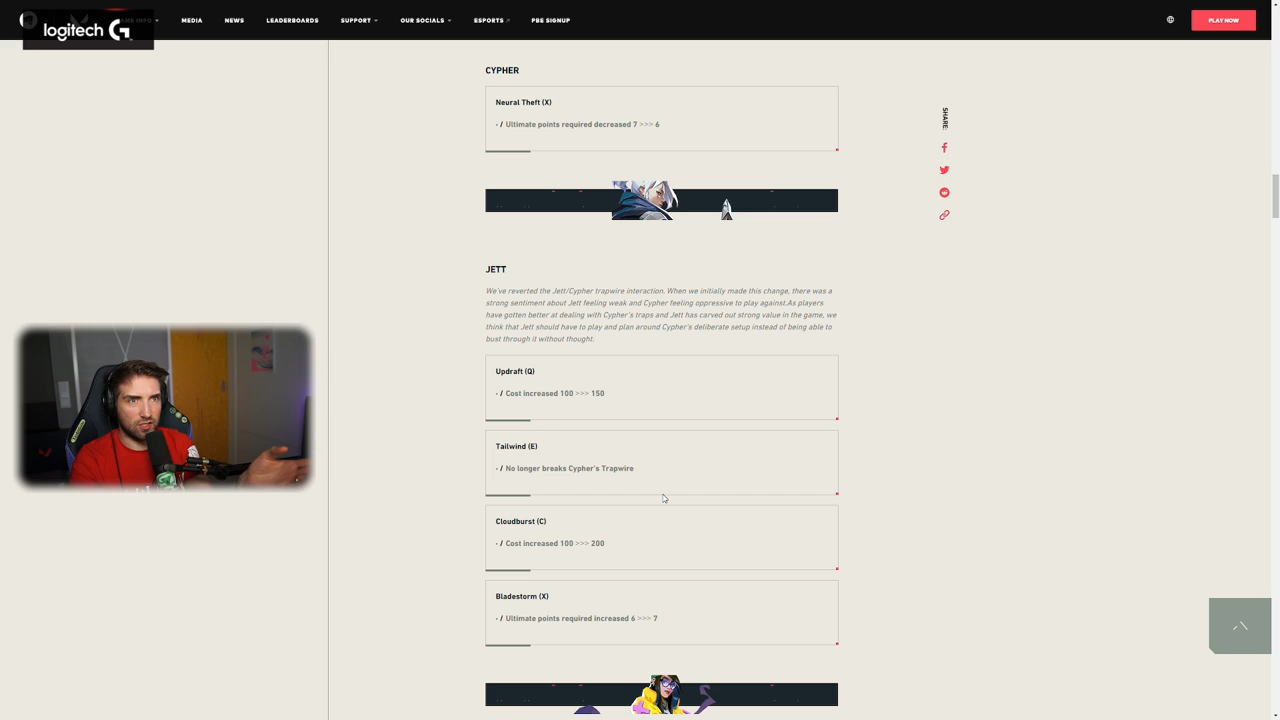 logitech G
GAME INFO
MEDIA
NEWS
LEADERBOARDS
SUPPORT
OUR SOCIALS
ESPORTS
PBE SIGNUP
PLAY NOW
CYPHER
Neural Theft (X)
- / Ultimate points required decreased 7 >>> 6
SHARE:
JETT
We've reverted the Jett/Cypher trapwire interaction. When we initially made this change, there was a
strong sentiment about Jett feeling weak and Cypher feeling oppressive to play against.As players
have gotten better at dealing with Cypher's traps and Jett has carved out strong value in the game, we
think that Jett should have to play and plan around Cypher's deliberate setup instead of being able to
bust through it without thought.
Updraft (Q)
- / Cost increased 100 >>> 150
Tailwind (E)
- / No longer breaks Cypher's Trapwire
Cloudburst (C)
- / Cost increased 100 >>> 200
Bladestorm (X)
- / Ultimate points required increased 6 >>> 7